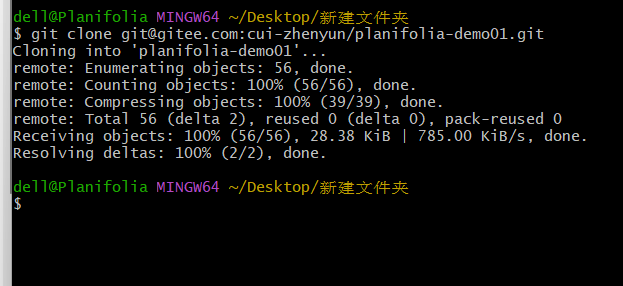 dell@Planifolia MINGW64 ~/Desktop/新建文件夹
$ git clone git@gitee.com:cui-zhenyun/planifolia-demo01.git
Cloning into 'planifolia-demo01'...
remote: Enumerating objects: 56, done.
remote: Counting objects: 100% (56/56), done.
remote: Compressing objects: 100% (39/39), done.
remote: Total 56 (delta 2), reused 0 (delta 0), pack-reused 0
Receiving objects: 100% (56/56), 28.38 KiB | 785.00 KiB/s, done.
Resolving deltas: 100% (2/2), done.
dell@Planifolia MINGW64 ~/Desktop/新建文件夹
$